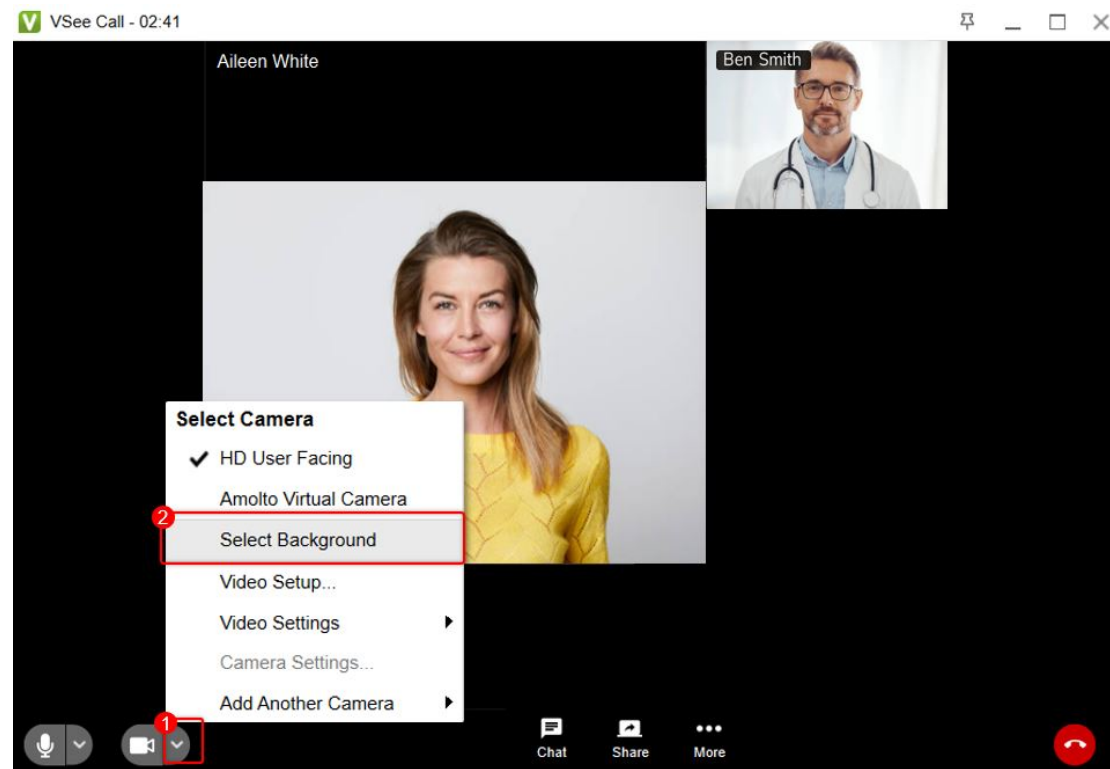 VSee Call - 02:41
Aileen White
Ben Smith
Select Camera
HD User Facing
Amolto Virtual Camera
2
Select Background
Video Setup...
Video Settings
Camera Settings...
Add Another Camera
1
Chat
Share
More